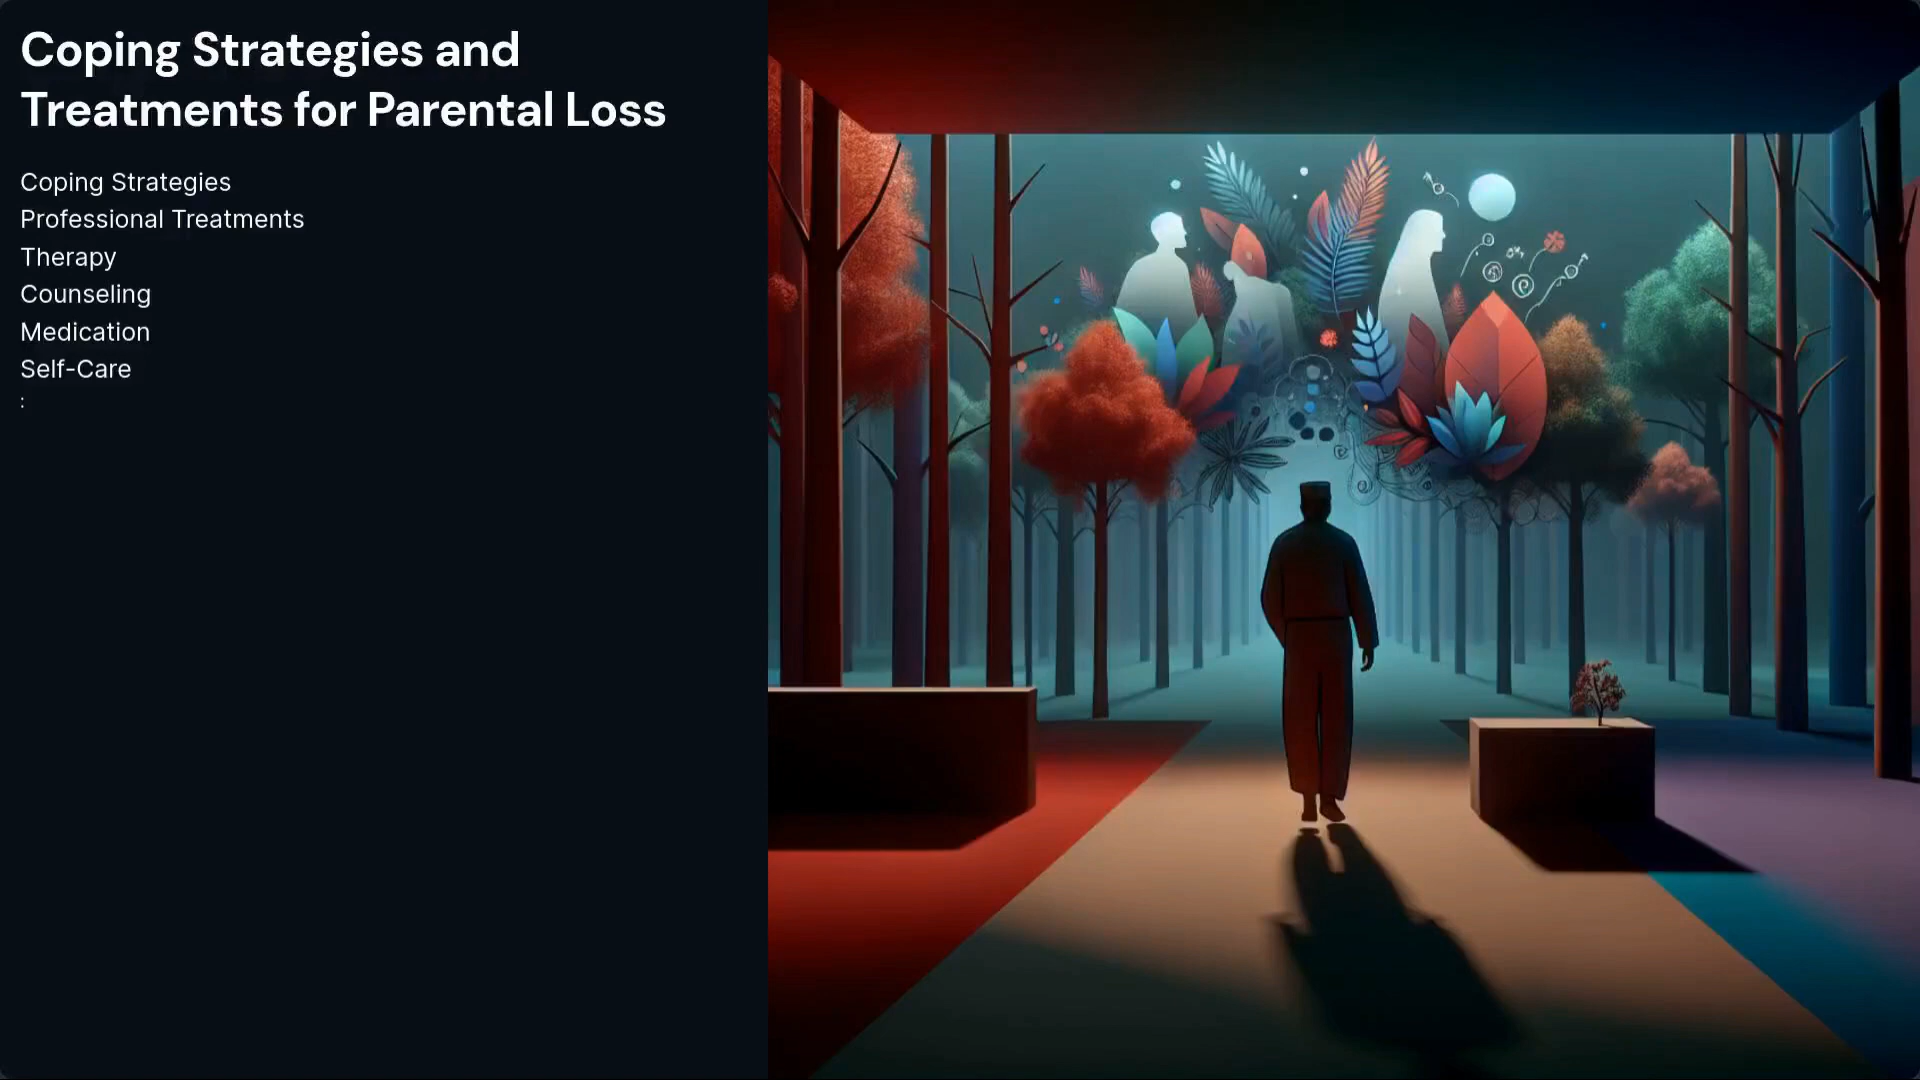 Coping Strategies and
Treatments for Parental Loss
Coping Strategies
Professional Treatments
Therapy
Counseling
Medication
Self-Care
: